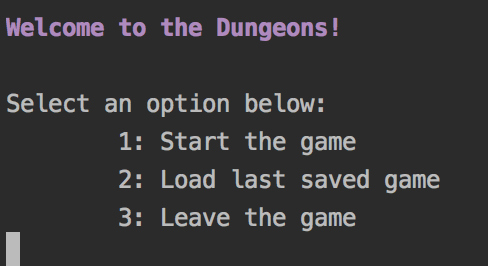 Welcome to the Dungeons!
Select an option below:
1: Start the game
2: Load last saved game
3: Leave the game